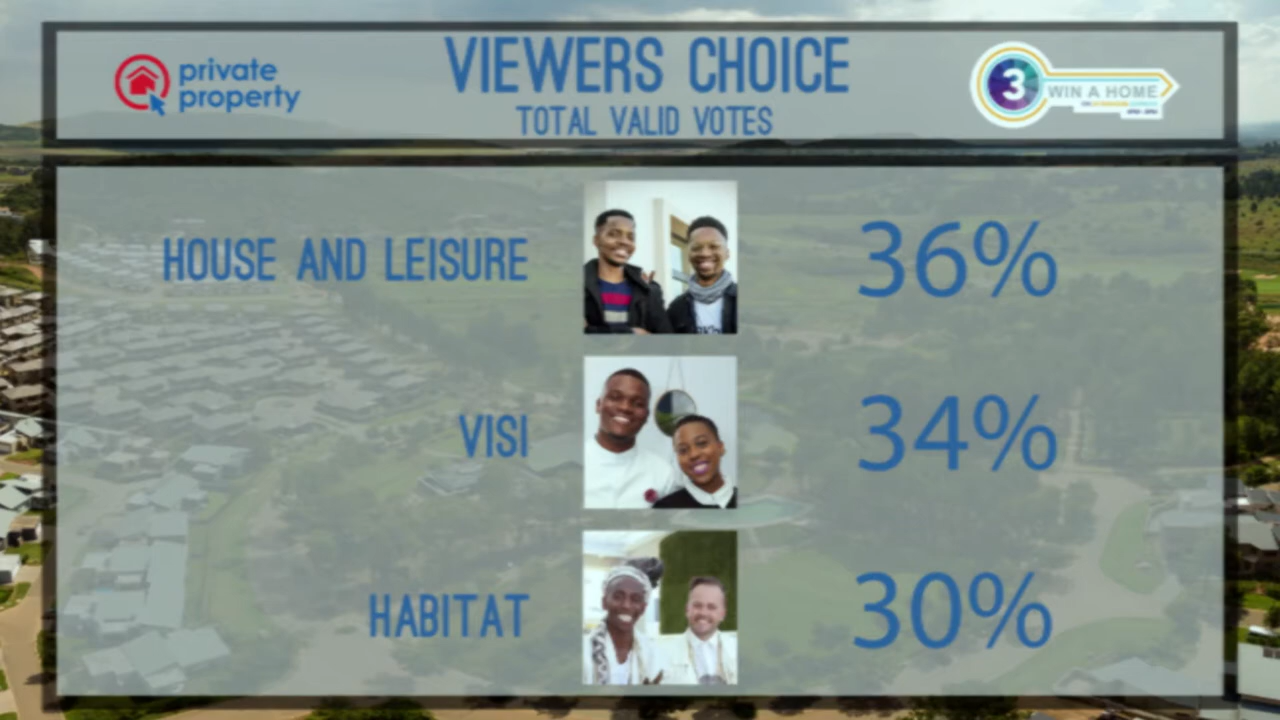 private
property
VIEWERS CHOICE
TOTAL VALID VOTES
3
WIN A HOME
HOUSE AND LEISURE
36%
VISI
34%
HABITAT
30%